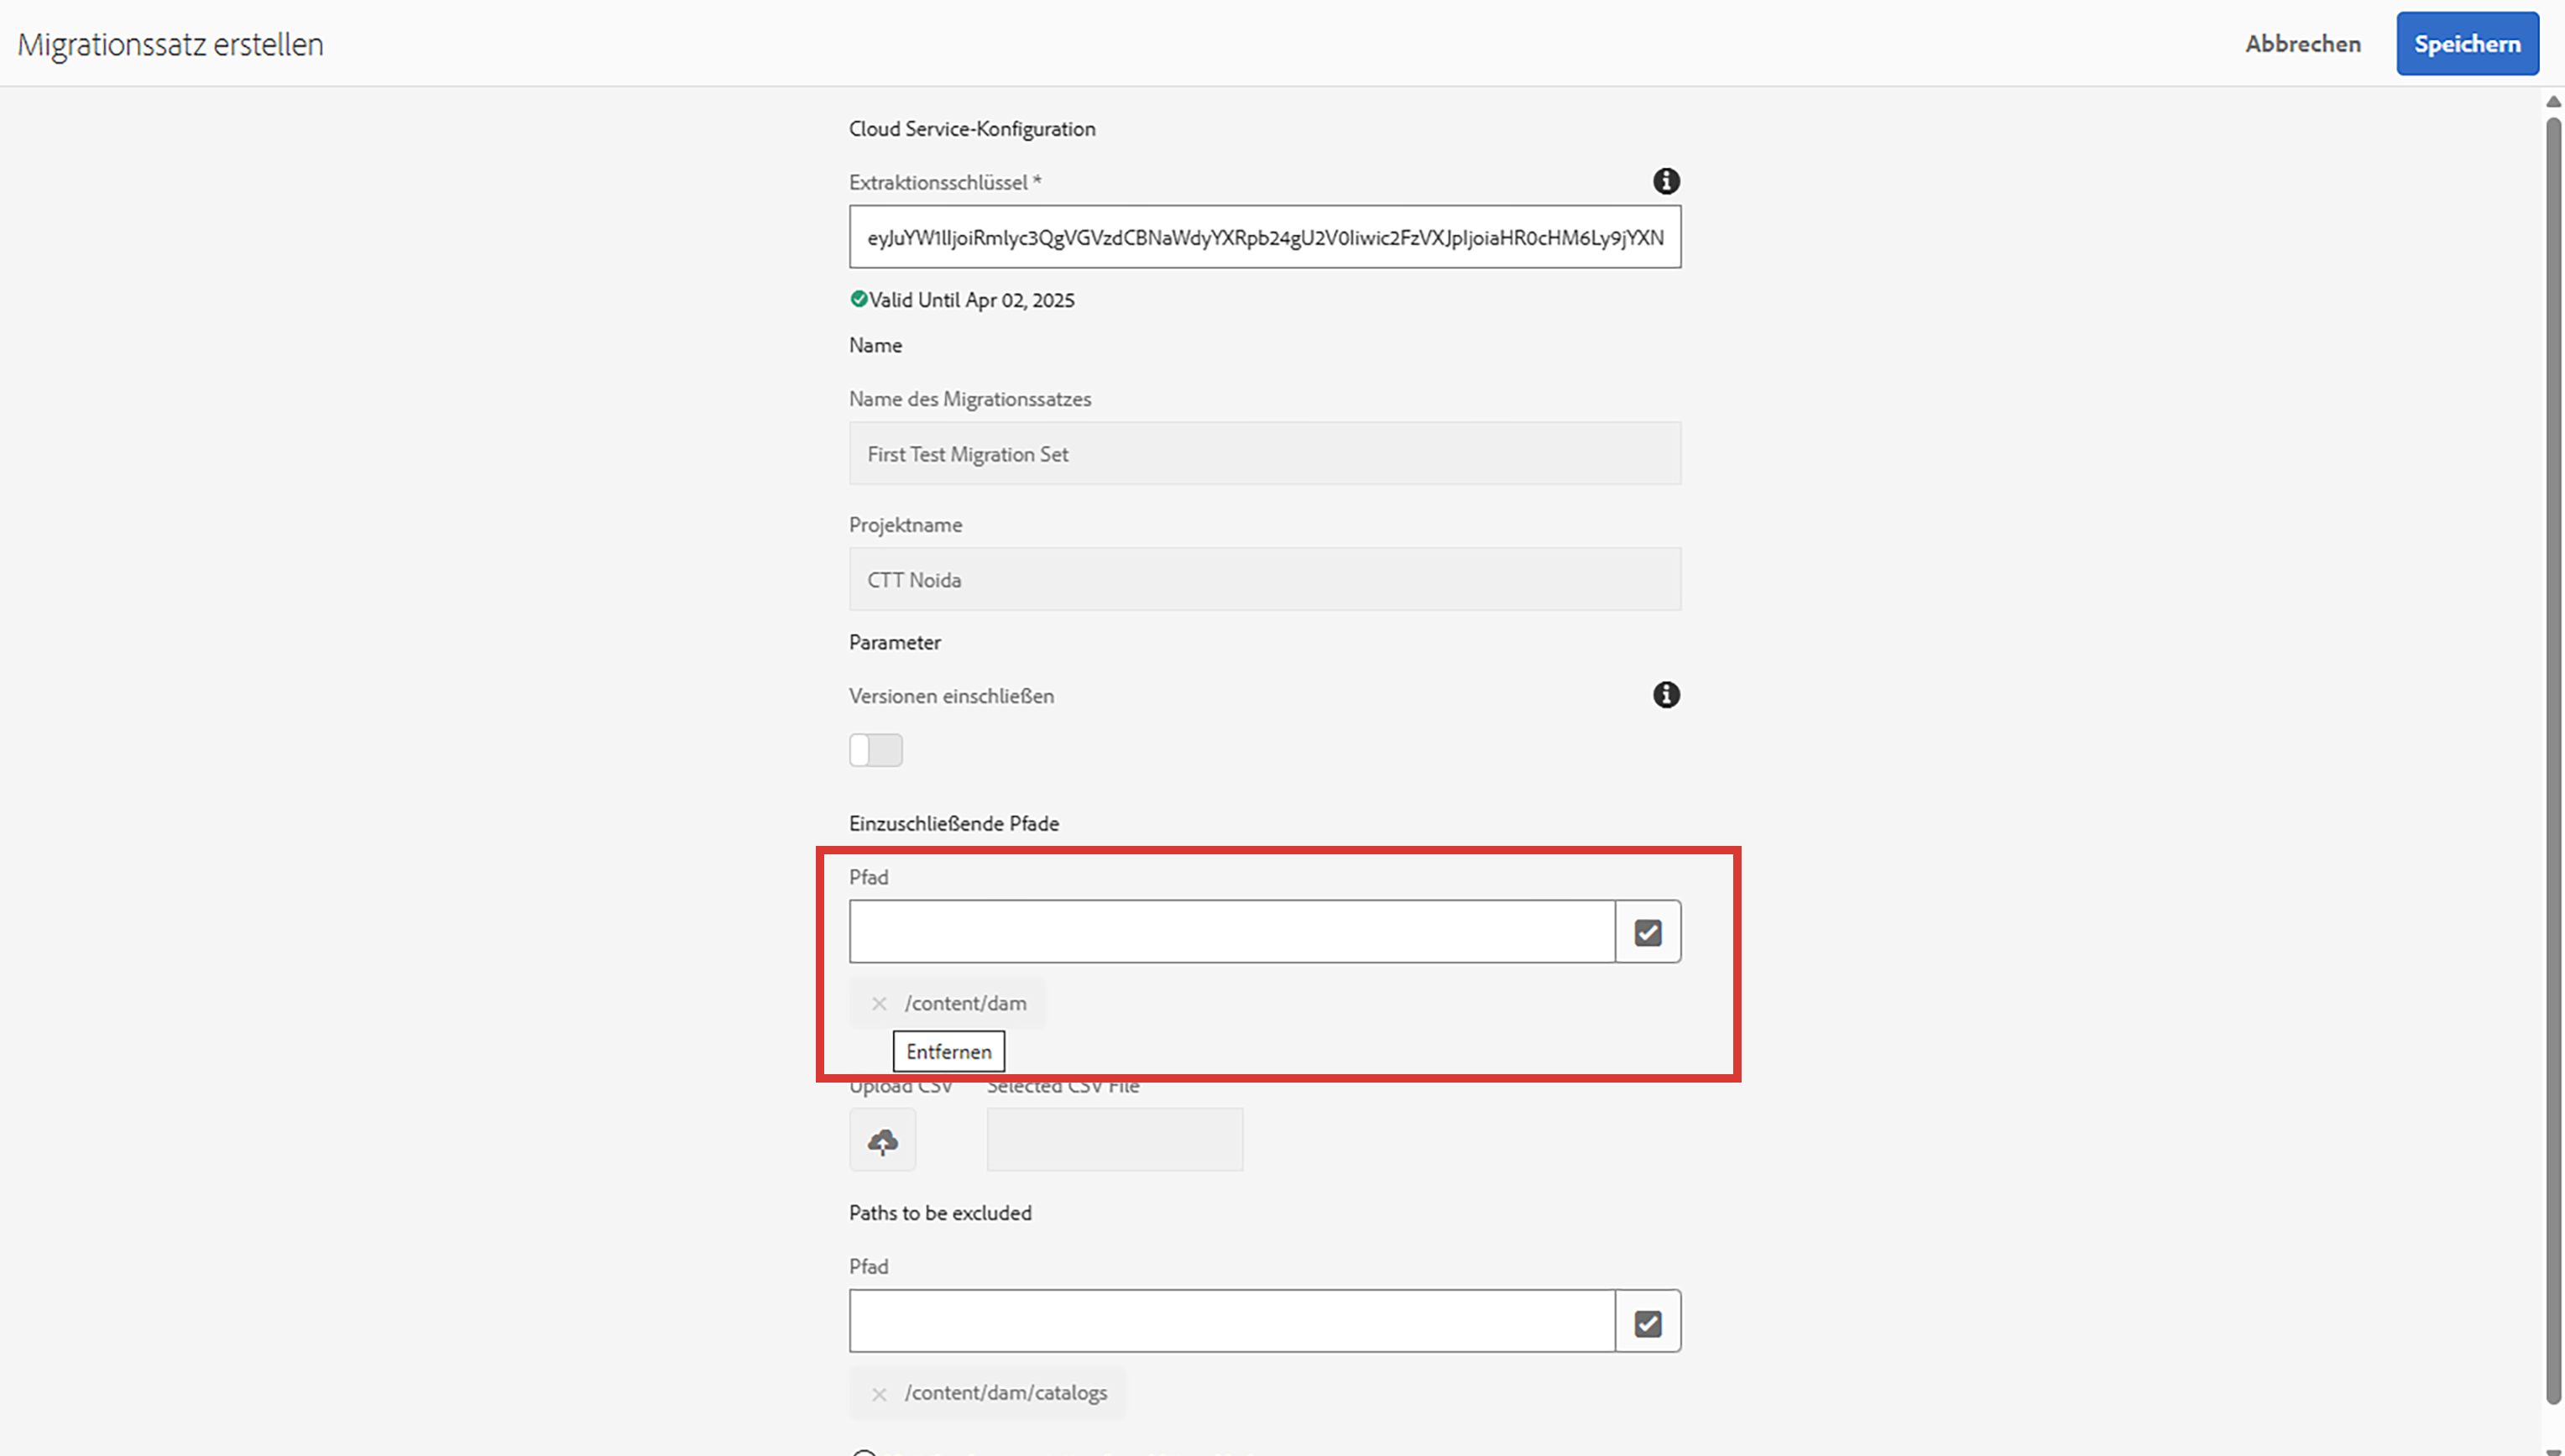 Migrationssatz erstellen
Abbrechen
Speichern
Cloud Service-Konfiguration
Extraktionsschlüssel *
eyJuYW1lIjoiRmlyc3QgVGVzdCBNaWdyYXRpb24gU2V0Iiwic2FzVXJpIjoiaHR0cHM6Ly9jYXN
Valid Until Apr 02, 2025
Name
Name des Migrationssatzes
First Test Migration Set
Projektname
CTT Noida
Parameter
Versionen einschließen
Einzuschließende Pfade
Pfad
/content/dam
Entfernen
Upload CSV Selected CSV File
Paths to be excluded
Pfad
/content/dam/catalogs